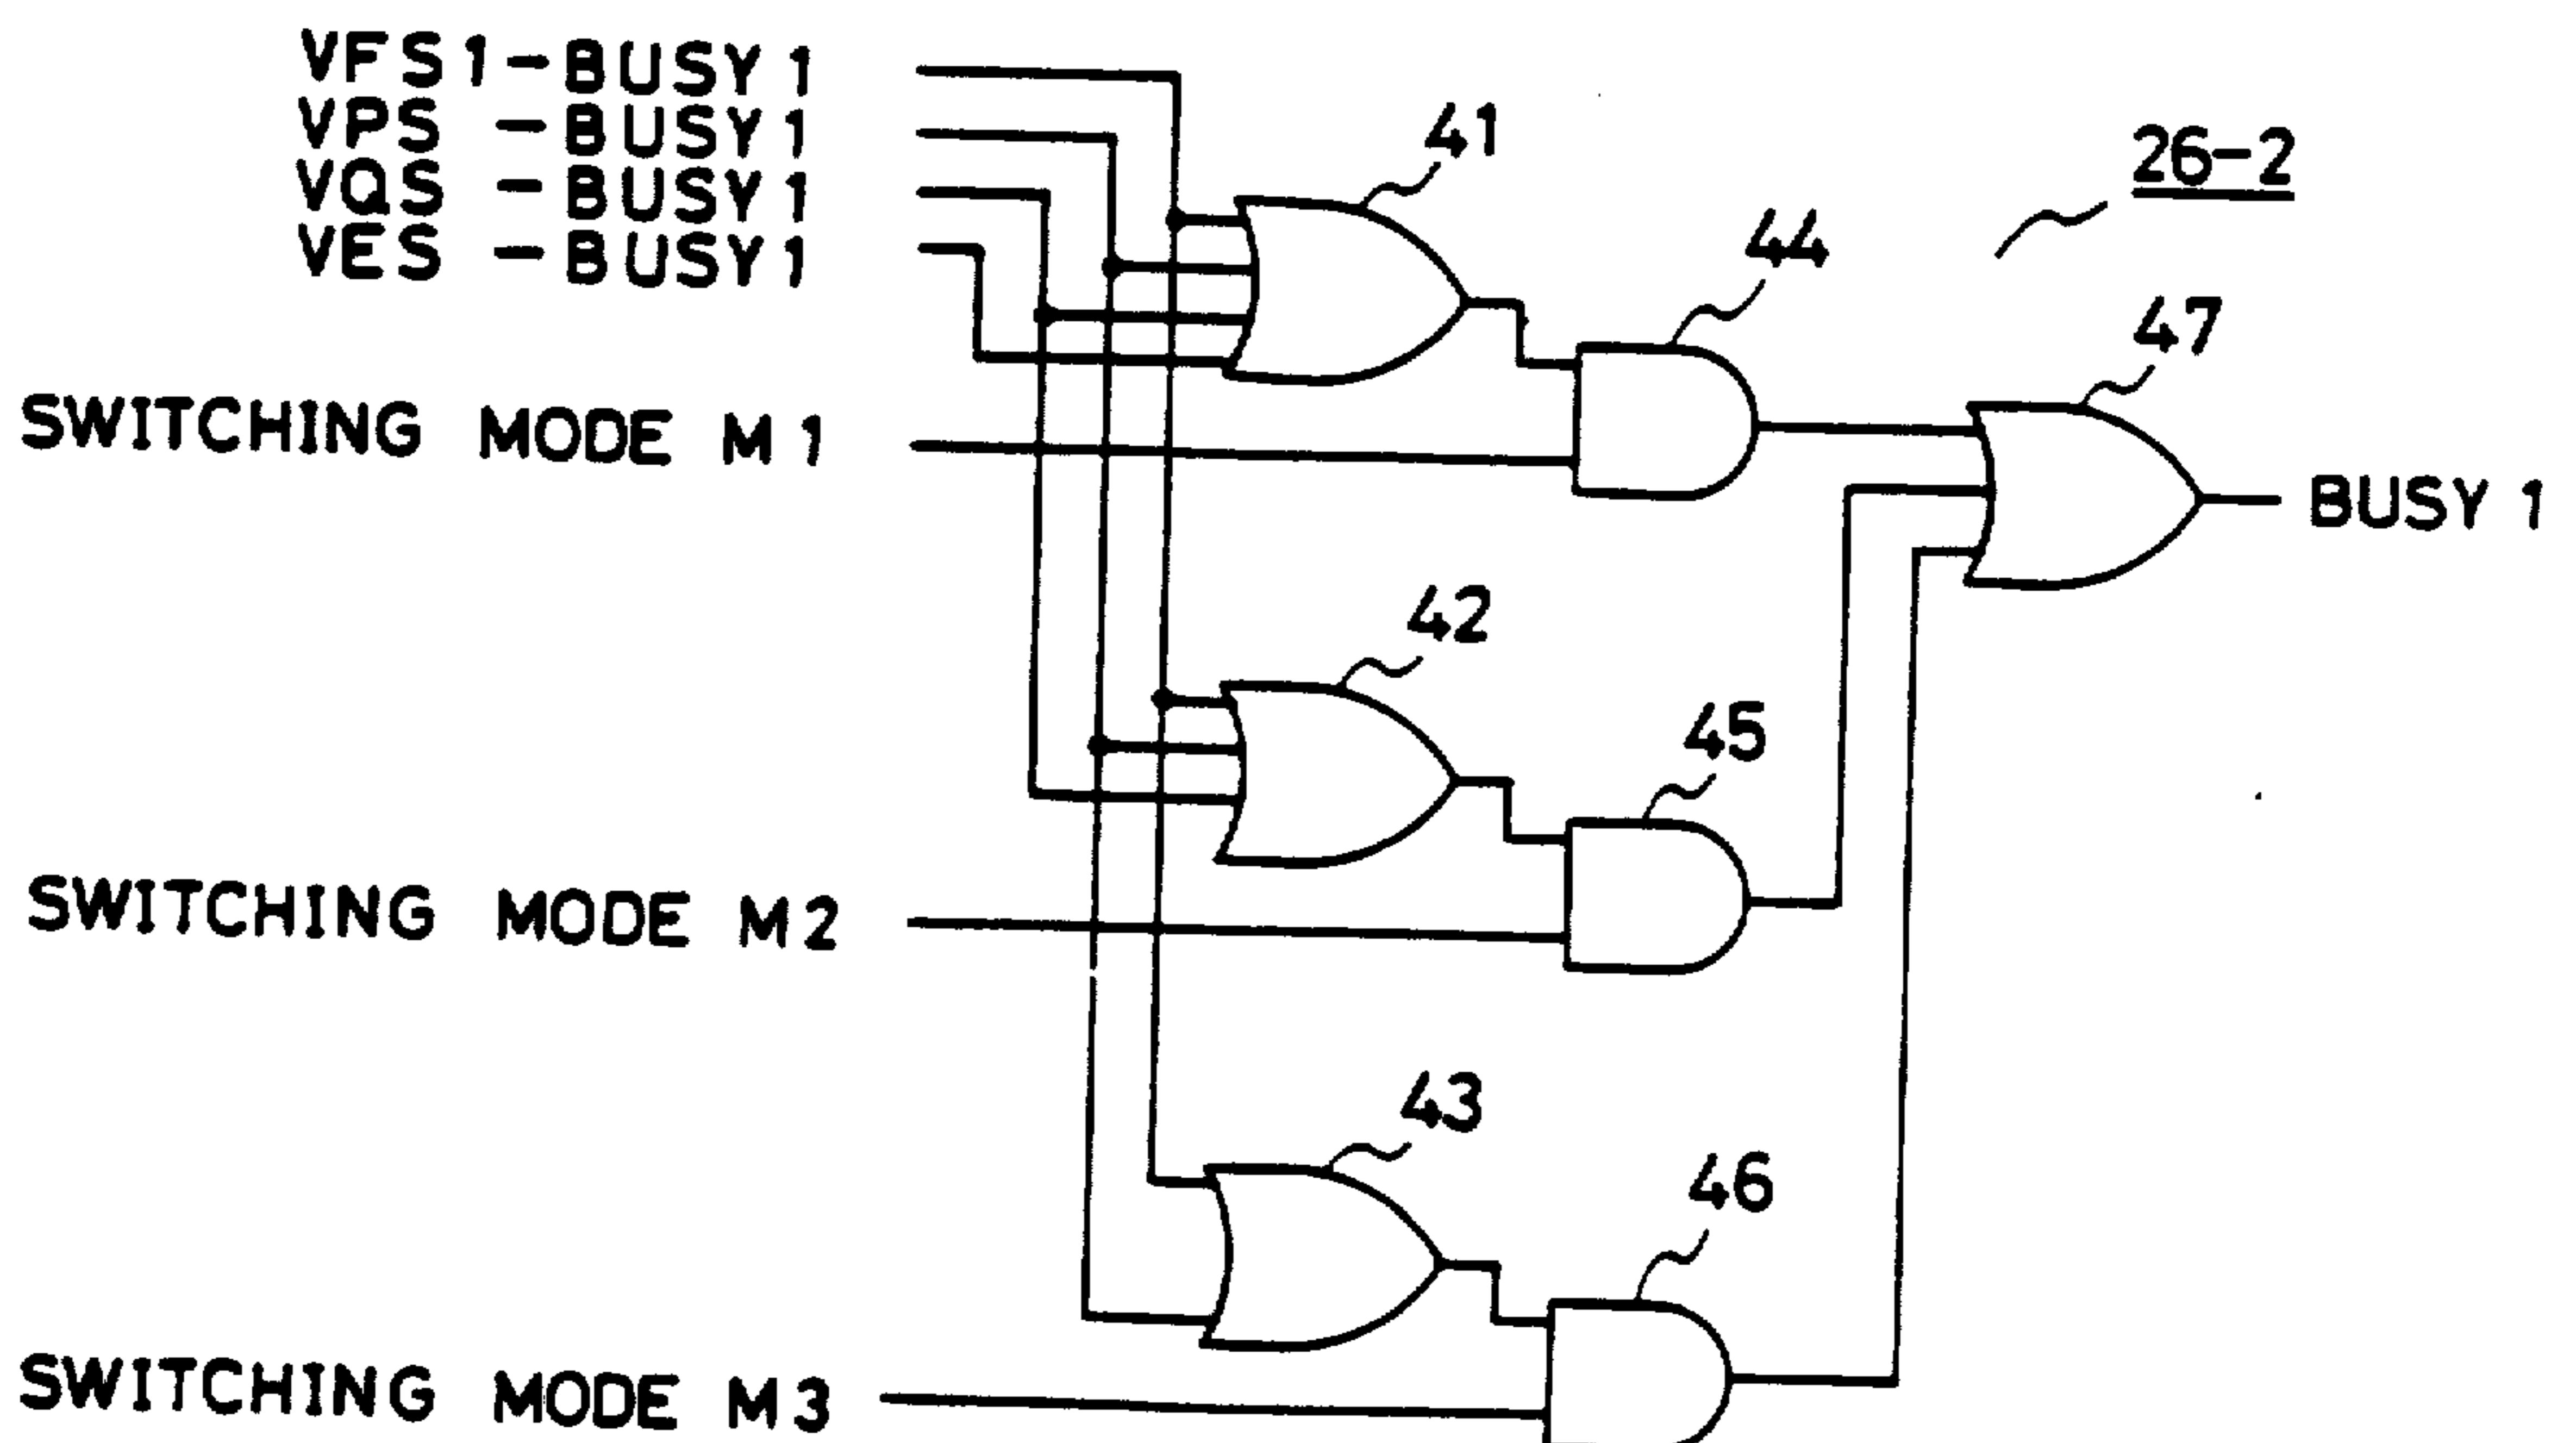 VFS1-BUSY1
VPS -BUSY1
VQS -BUSY1
VES -BUSY1
41
26-2
44
47
SWITCHING MODE M1
BUSY 1
42
45
SWITCHING MODE M2
43
46
SWITCHING MODE M3